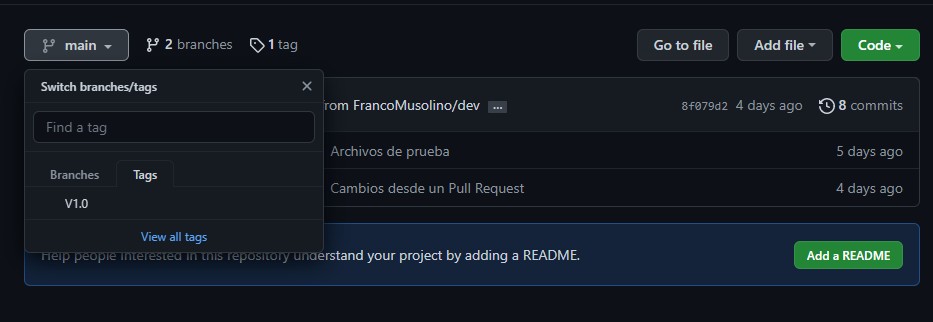 main
2 branches
1 tag
Go to file
Add file
Code
Switch branches/tags
Find a tag
Branches
Tags
V1.0
View all tags
rom FrancoMusolino/dev ...
8f079d2 4 days ago
8 commits
Archivos de prueba
5 days ago
Cambios desde un Pull Request
4 days ago
Help people interested in this repository understand your project by adding a README.
Add a README